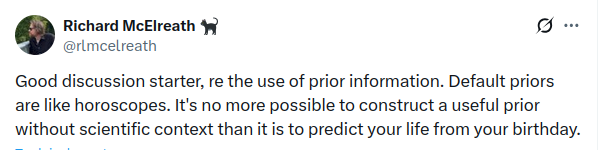 Richard McElreath 🐈‍⬛
@rlmcelreath
Good discussion starter, re the use of prior information. Default priors
are like horoscopes. It's no more possible to construct a useful prior
without scientific context than it is to predict your life from your birthday.